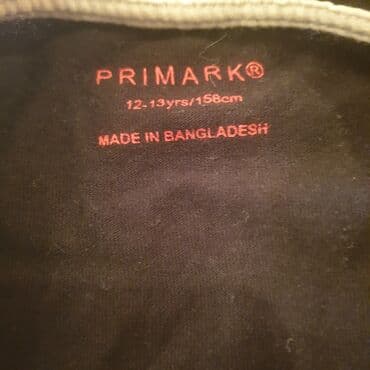 PRIMARK®
12-13yrs/158cm
MADE IN BANGLADESH